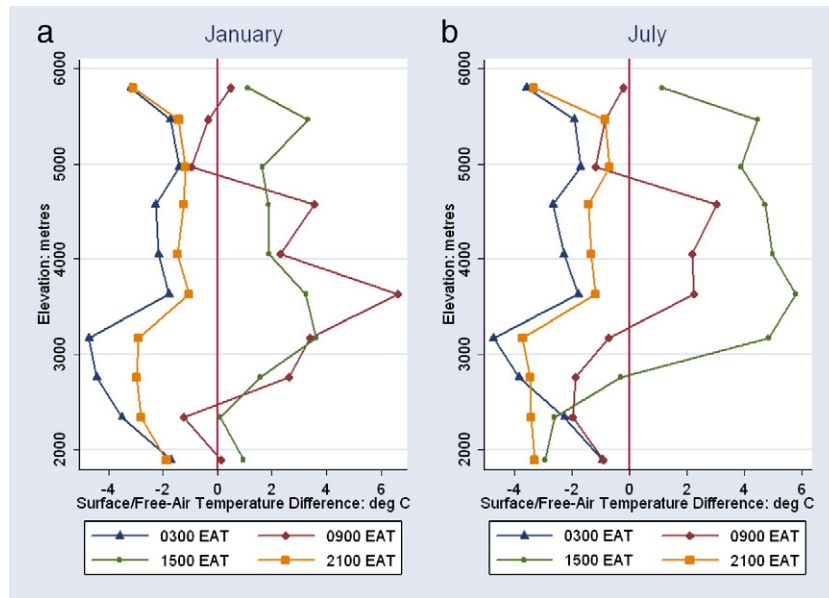 a
January
6000
5000
4000
3000
2000
Elevation: metres
-4 -2 0 2 4 6
Surface/Free-Air Temperature Difference: deg C
0300 EAT 0900 EAT
1500 EAT 2100 EAT
b
July
6000
5000
4000
3000
2000
Elevation: metres
-4 -2 0 2 4 6
Surface/Free-Air Temperature Difference: deg C
0300 EAT 0900 EAT
1500 EAT 2100 EAT